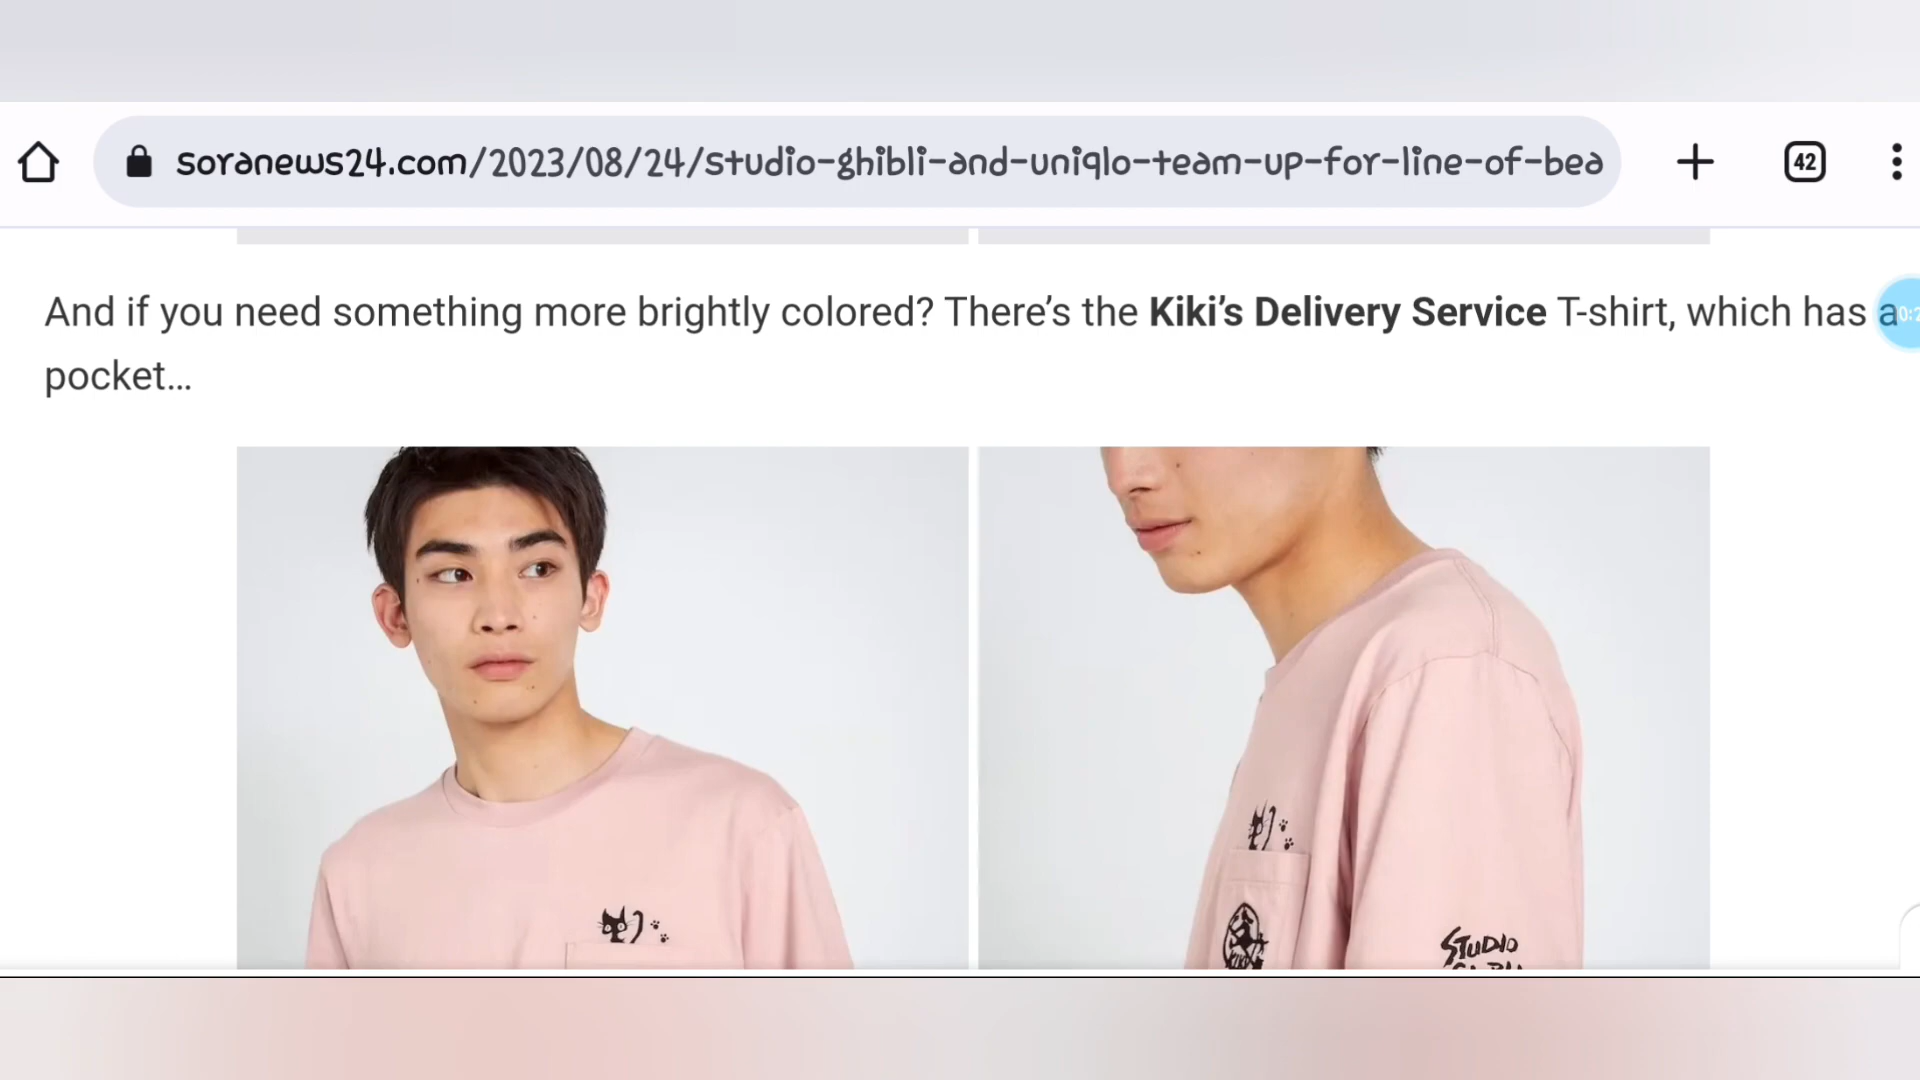 soranews24.com/2023/08/24/studio-ghibli-and-uniqlo-team-up-for-line-of-bea
42
And if you need something more brightly colored? There’s the Kiki’s Delivery Service T-shirt, which has a
pocket…
STUDIO